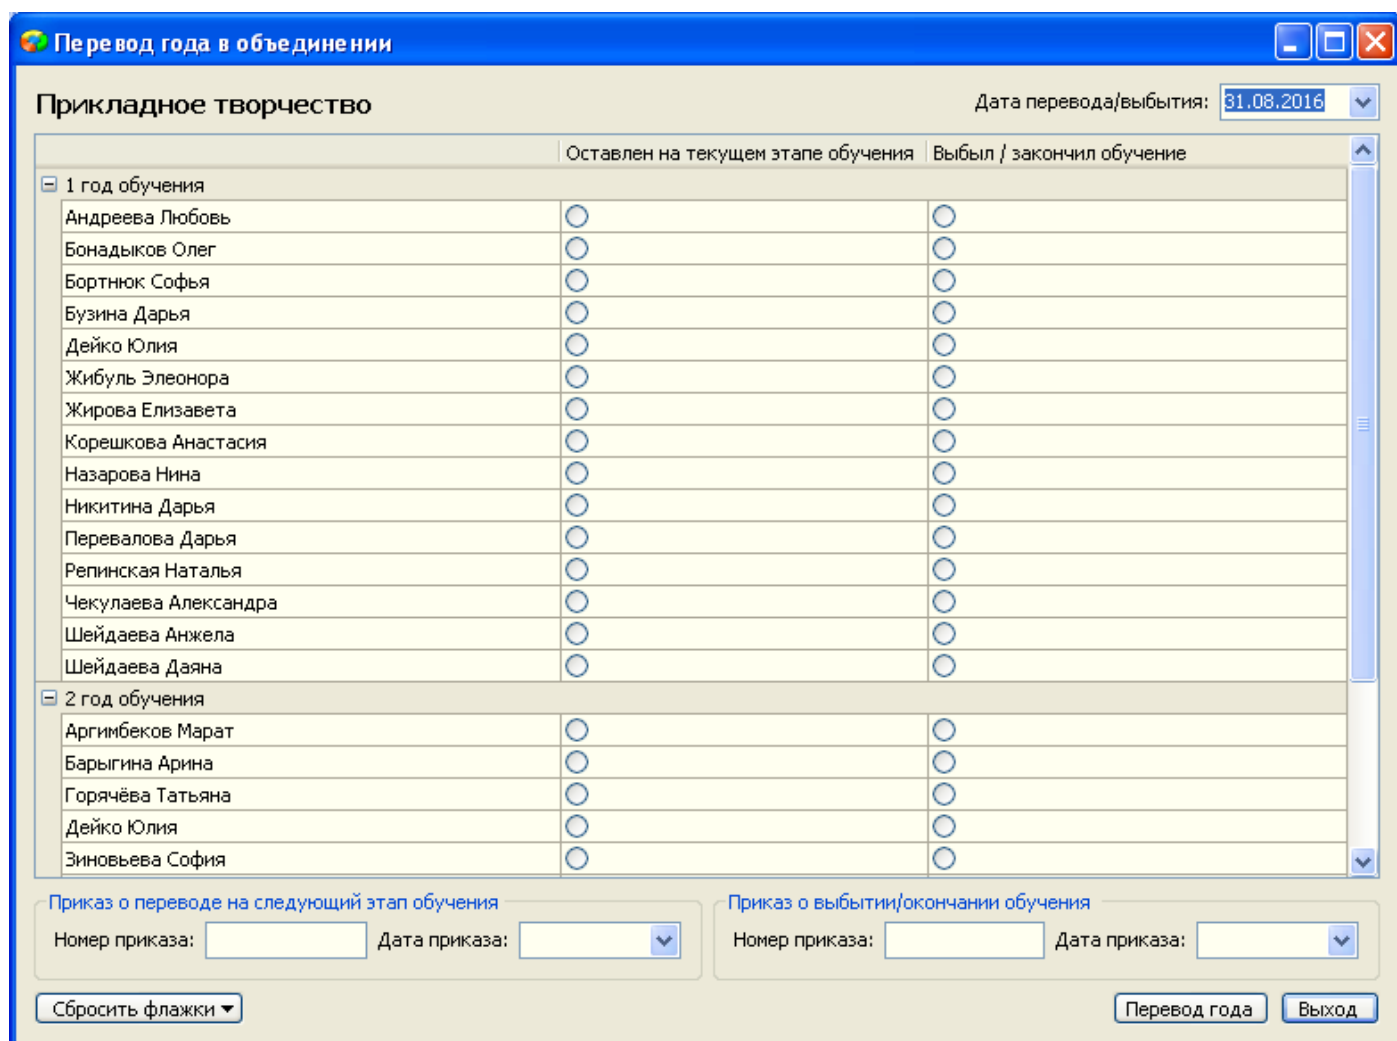 Перевод года в объединении
Прикладное творчество Дата перевода/выбытия: 31.08.2016
Оставлен на текущем этапе обучения Выбыл / закончил обучение
1 год обучения
Андреева Любовь
Бонадыков Олег
Бортнюк Софья
Бузина Дарья
Дейко Юлия
Жибуль Элеонора
Жирова Елизавета
Корешкова Анастасия
Назарова Нина
Никитина Дарья
Перевалова Дарья
Репинская Наталья
Чекулаева Александра
Шейдаева Анжела
Шейдаева Даяна
2 год обучения
Аргимбеков Марат
Барыгина Арина
Горячёва Татьяна
Дейко Юлия
Зиновьева София
Приказ о переводе на следующий этап обучения Приказ о выбытии/окончании обучения
Номер приказа: Дата приказа: Номер приказа: Дата приказа:
Сбросить флажки Перевод года Выход